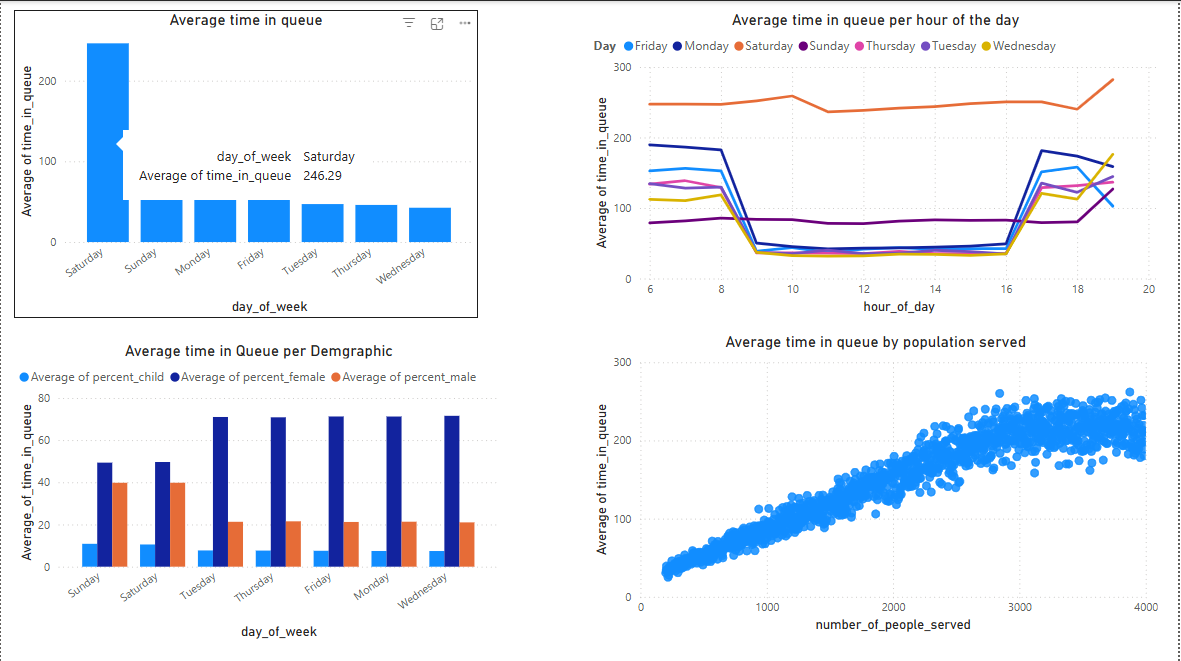 Average time in queue
Average of time_in_queue
200
100
0
day_of_week Saturday
Average of time_in_queue 246.29
Saturday Sunday Monday Friday Tuesday Thursday Wednesday
day_of_week
Average time in queue per hour of the day
Day Friday Monday Saturday Sunday Thursday Tuesday Wednesday
Average of time_in_queue
300
200
100
0
6 8 10 12 14 16 18 20
hour_of_day
Average time in Queue per Demgraphic
Average of percent_child Average of percent_female Average of percent_male
Average_of_time_in_queue
80
60
40
20
0
Sunday Saturday Tuesday Thursday Friday Monday Wednesday
day_of_week
Average time in queue by population served
Average of time_in_queue
300
200
100
0
0 1000 2000 3000 4000
number_of_people_served